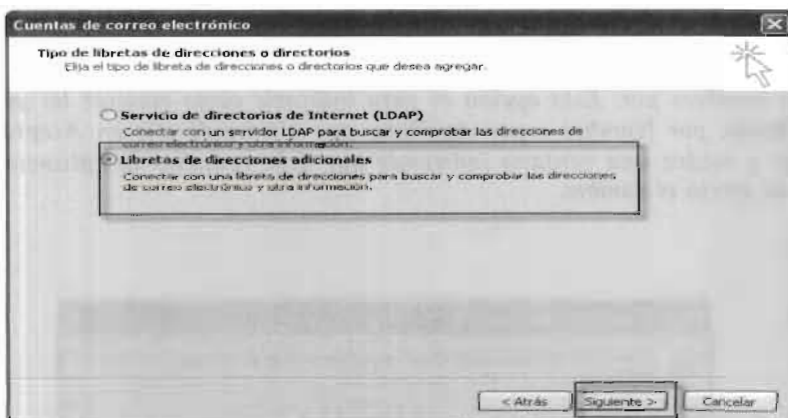 Cuentas de correo electrónico
Tipo de libretas de direcciones o directorios
Elija el tipo de libreta de direcciones o directorios que desea agregar.
Servicio de directorios de Internet (LDAP)
Conectar con un servidor LDAP para buscar y comprobar las direcciones de
correo electrónico y otra información.
Libretas de direcciones adicionales
Conectar con una libreta de direcciones para buscar y comprobar las direcciones
de correo electrónico y otra información.
< Atrás
Siguiente >
Cancelar